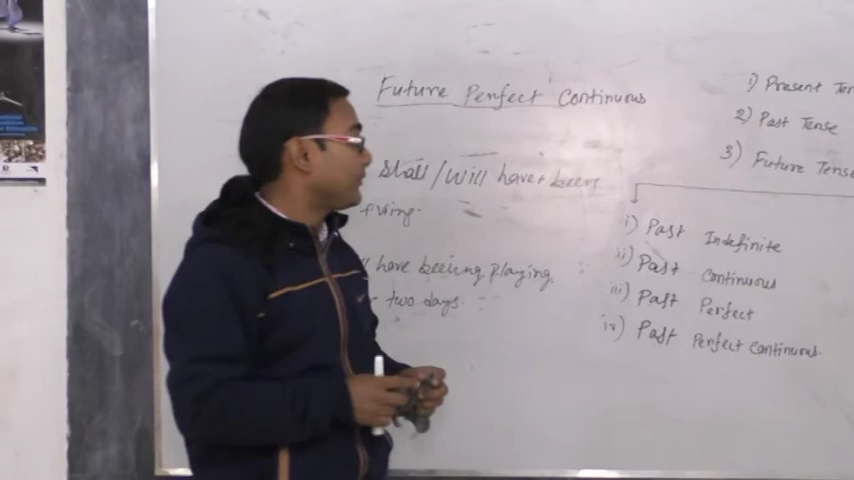 Future Perfect Continuous
Shall/Will have + been
+ving.
have beeing playing
two days.
1) Present Ten
2) Past Tense
3) Future Tense
i) Past Indefinite
ii) Past Continuous
iii) Past Perfect
iv) Past Perfect Continuous